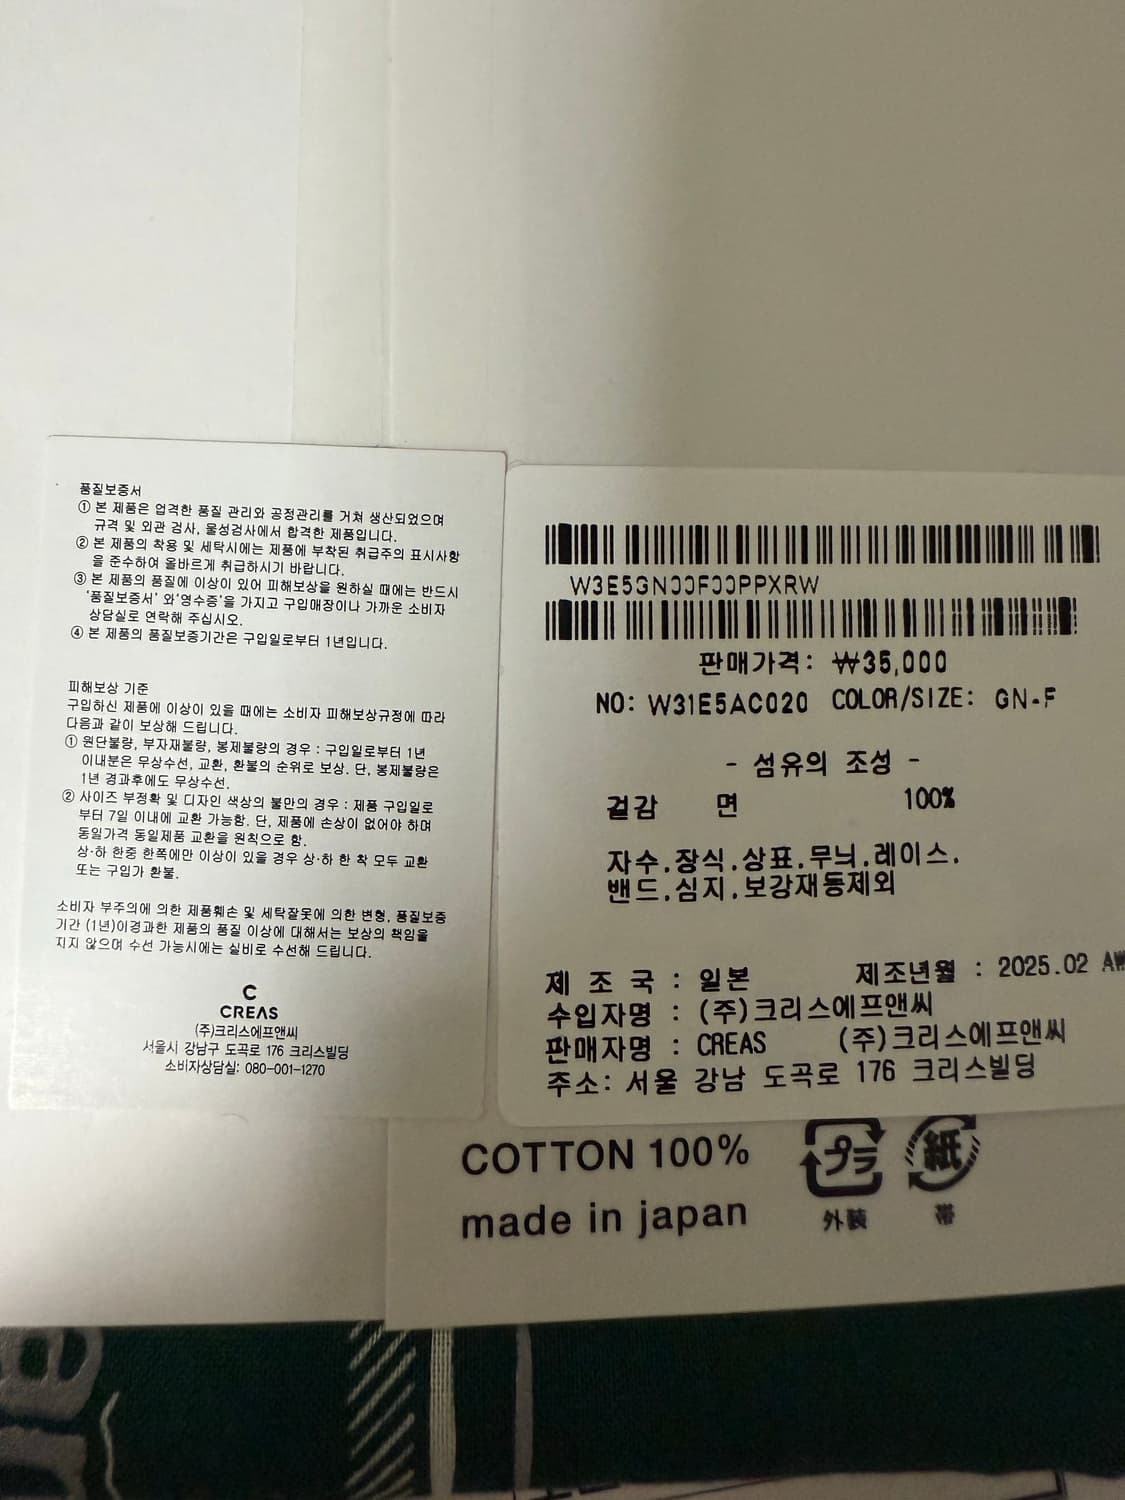 품질보증서
① 본 제품은 엄격한 품질 관리와 공정관리를 거쳐 생산되었으며
규격 및 외관 검사, 물성검사에서 합격한 제품입니다.
② 본 제품의 착용 및 세탁시에는 제품에 부착된 취급주의 표시사항
을 준수하여 올바르게 취급하시기 바랍니다.
③ 본 제품의 품질에 이상이 있어 피해보상을 원하실 때에는 반드시
'품질보증서' 와'영수증'을 가지고 구입매장이나 가까운 소비자
상담실로 연락해 주십시오.
④ 본 제품의 품질보증기간은 구입일로부터 1년입니다.
피해보상 기준
구입하신 제품에 이상이 있을 때에는 소비자 피해보상규정에 따라
다음과 같이 보상해 드립니다.
① 원단불량, 부자재불량, 봉제불량의 경우 : 구입일로부터 1년
이내분은 무상수선, 교환, 환불의 순위로 보상. 단, 봉제불량은
1년 경과후에도 무상수선.
② 사이즈 부정확 및 디자인 색상의 불만의 경우 : 제품 구입일로
부터 7일 이내에 교환 가능함. 단, 제품에 손상이 없어야 하며
동일가격 동일제품 교환을 원칙으로 함.
상·하 한중 한쪽에만 이상이 있을 경우 상·하 한 착 모두 교환
또는 구입가 환불.
소비자 부주의에 의한 제품훼손 및 세탁잘못에 의한 변형, 품질보증
기간 (1년)이경과한 제품의 품질 이상에 대해서는 보상의 책임을
지지 않으며 수선 가능시에는 실비로 수선해 드립니다.
C
CREAS
(주)크리스에프앤씨
서울시 강남구 도곡로 176 크리스빌딩
소비자상담실: 080-001-1270
판매가격: ₩35,000
NO: W31E5AC020 COLOR/SIZE: GN-F
- 섬유의 조성 -
겉감 면 100%
자수.장식.상표.무늬.레이스.
밴드.심지.보강재등제외
제 조 국 : 일본 제조년월 : 2025.02
수입자명 : (주)크리스에프앤씨
판매자명 : CREAS (주)크리스에프앤씨
주소: 서울 강남 도곡로 176 크리스빌딩
COTTON 100% プラ 紙
made in japan 外装 帯